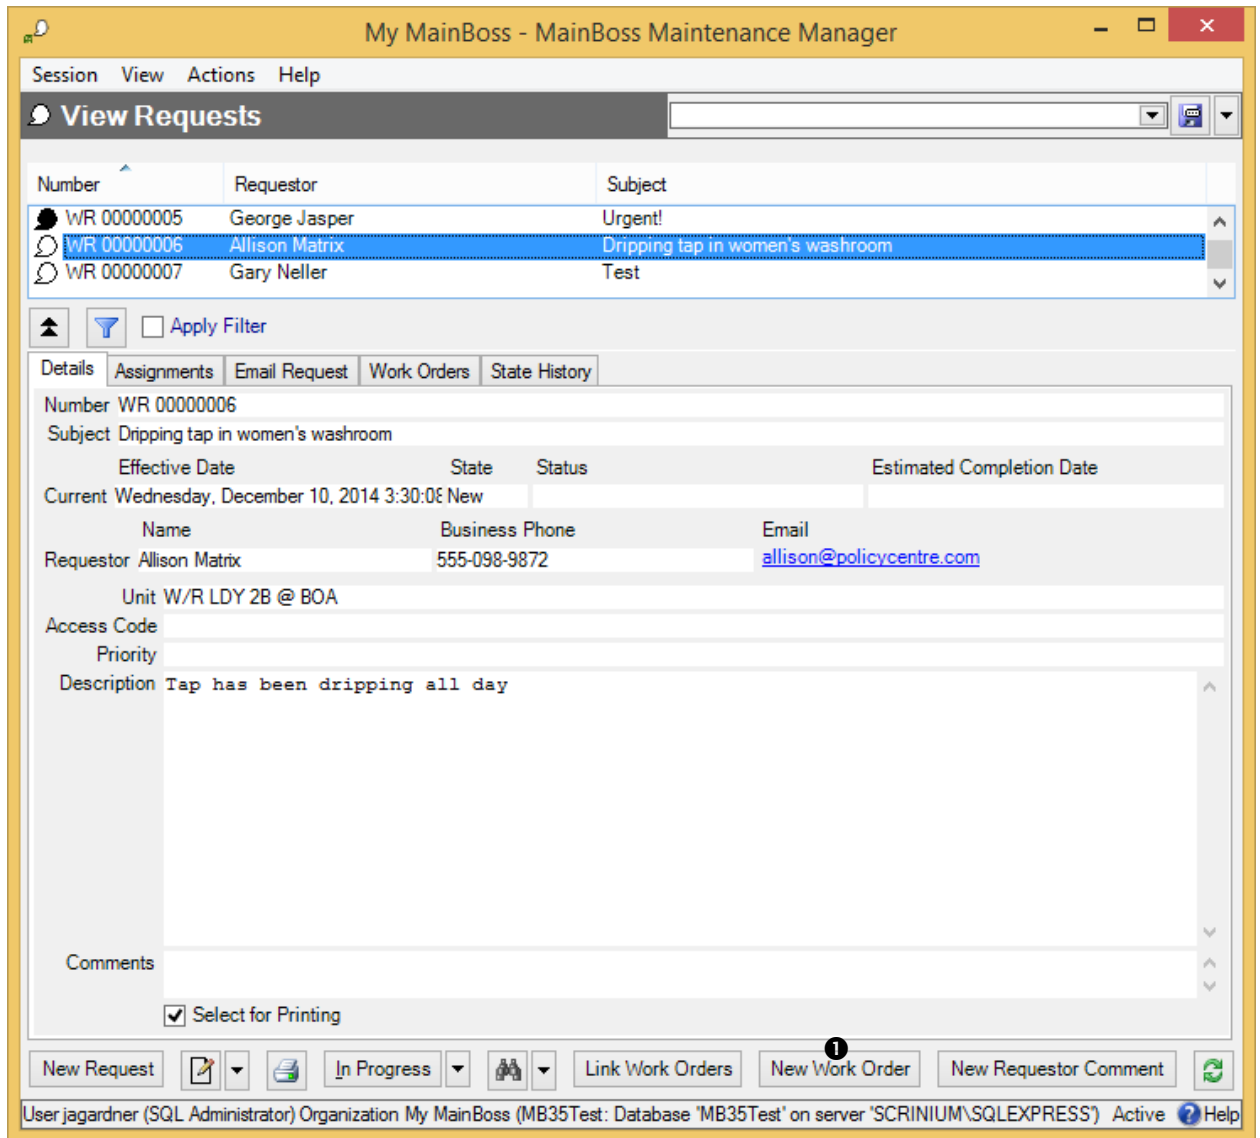 My MainBoss - MainBoss Maintenance Manager
Session View Actions Help
View Requests
Number Requestor Subject
WR 00000005 George Jasper Urgent!
WR 00000006 Allison Matrix Dripping tap in women's washroom
WR 00000007 Gary Neller Test
Apply Filter
Details Assignments Email Request Work Orders State History
Number WR 00000006
Subject Dripping tap in women's washroom
Effective Date State Status Estimated Completion Date
Current Wednesday, December 10, 2014 3:30:08 New
Name Business Phone Email
Requestor Allison Matrix 555-098-9872 allison@policycentre.com
Unit W/R LDY 2B @ BOA
Access Code
Priority
Description Tap has been dripping all day
Comments
Select for Printing
❶
New Request In Progress Link Work Orders New Work Order New Requestor Comment
User jagardner (SQL Administrator) Organization My MainBoss (MB35Test: Database 'MB35Test' on server 'SCRINIUM\SQLEXPRESS') Active Help